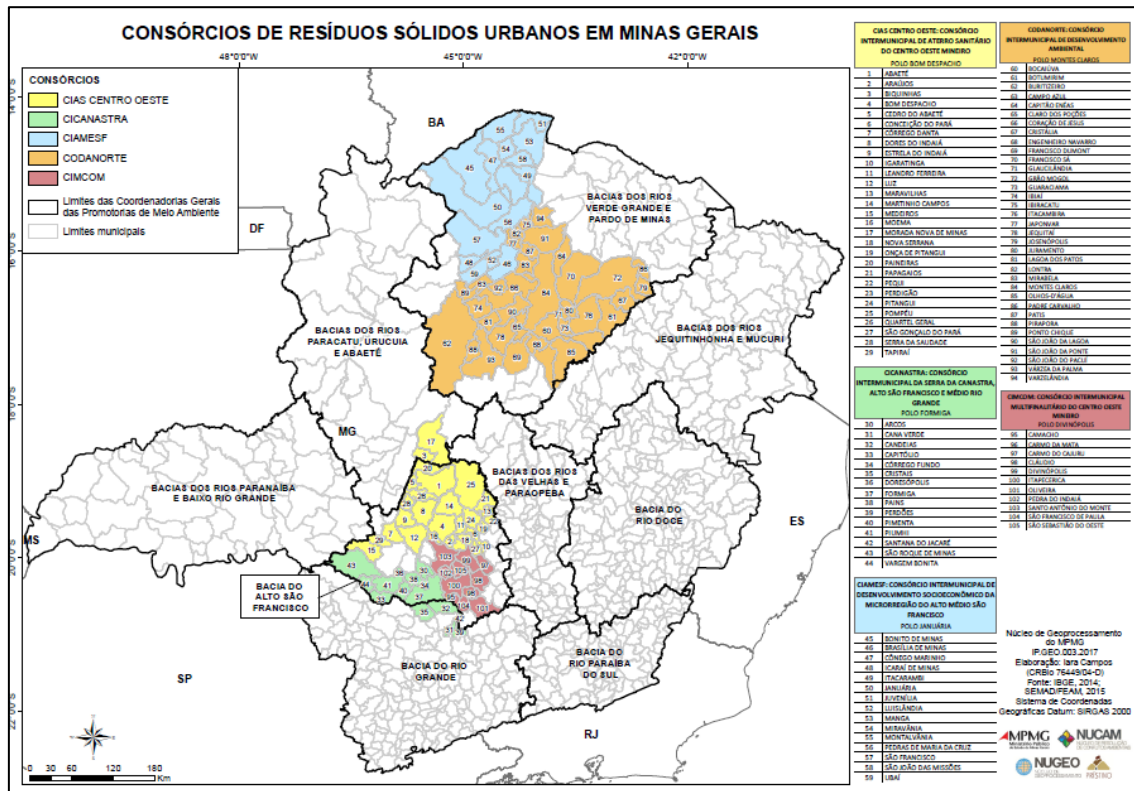 CONSÓRCIOS DE RESÍDUOS SÓLIDOS URBANOS EM MINAS GERAIS
48°0'0"O
45°0'0"O
42°0'0"O
14°0'0"S
16°0'0"S
18°0'0"S
20°0'0"S
22°0'0"S
CONSÓRCIOS
CIAS CENTRO OESTE
CICANASTRA
CIAMESF
CODANORTE
CIMCOM
Limites das Coordenadorias Gerais
das Promotorias de Meio Ambiente
Limites municipais
BA
DF
MG
MS
SP
RJ
ES
BACIAS DOS RIOS
VERDE GRANDE E
PARDO DE MINAS
BACIAS DOS RIOS
PARACATU, URUCUIA
E ABAETÉ
BACIAS DOS RIOS
JEQUITINHONHA E MUCURI
BACIAS DOS RIOS PARANAÍBA
E BAIXO RIO GRANDE
BACIAS DOS RIOS
DAS VELHAS E
PARAOPEBA
BACIA DO
RIO DOCE
BACIA DO
ALTO SÃO
FRANCISCO
BACIA DO RIO
GRANDE
BACIA DO
RIO PARAÍBA
DO SUL
0 30 60 120 180
Km
CIAS CENTRO OESTE: CONSÓRCIO
INTERMUNICIPAL DE ATERRO SANITÁRIO
DO CENTRO OESTE MINEIRO
POLO BOM DESPACHO
1 ABAETÉ
2 ARAÚJOS
3 BIQUINHAS
4 BOM DESPACHO
5 CEDRO DO ABAETÉ
6 CONCEIÇÃO DO PARÁ
7 CÓRREGO DANTA
8 DORES DO INDAIÁ
9 ESTRELA DO INDAIÁ
10 IGARATINGA
11 LEANDRO FERREIRA
12 LUZ
13 MARAVILHAS
14 MARTINHO CAMPOS
15 MEDEIROS
16 MOEMA
17 MORADA NOVA DE MINAS
18 NOVA SERRANA
19 ONÇA DE PITANGUI
20 PAINEIRAS
21 PAPAGAIOS
22 PEQUI
23 PERDIGÃO
24 PITANGUI
25 POMPÉU
26 QUARTEL GERAL
27 SÃO GONÇALO DO PARÁ
28 SERRA DA SAUDADE
29 TAPIRAÍ
CICANASTRA: CONSÓRCIO
INTERMUNICIPAL DA SERRA DA CANASTRA,
ALTO SÃO FRANCISCO E MÉDIO RIO
GRANDE
POLO FORMIGA
30 ARCOS
31 CANA VERDE
32 CANDEIAS
33 CAPITÓLIO
34 CÓRREGO FUNDO
35 CRISTAIS
36 DORESÓPOLIS
37 FORMIGA
38 PAINS
39 PERDÕES
40 PIMENTA
41 PIUMHI
42 SANTANA DO JACARÉ
43 SÃO ROQUE DE MINAS
44 VARGEM BONITA
CIAMESF: CONSÓRCIO INTERMUNICIPAL DE
DESENVOLVIMENTO SOCIOECONÔMICO DA
MICRORREGIÃO DO ALTO MÉDIO SÃO
FRANCISCO
POLO JANUÁRIA
45 BONITO DE MINAS
46 BRASÍLIA DE MINAS
47 CÔNEGO MARINHO
48 ICARAÍ DE MINAS
49 ITACARAMBI
50 JANUÁRIA
51 JUVENÍLIA
52 LUISLÂNDIA
53 MANGA
54 MIRAVÂNIA
55 MONTALVÂNIA
56 PEDRAS DE MARIA DA CRUZ
57 SÃO FRANCISCO
58 SÃO JOÃO DAS MISSÕES
59 UBAÍ
CODANORTE: CONSÓRCIO
INTERMUNICIPAL DE DESENVOLVIMENTO
AMBIENTAL
POLO MONTES CLAROS
60 BOCAIÚVA
61 BOTUMIRIM
62 BURITIZEIRO
63 CAMPO AZUL
64 CAPITÃO ENÉAS
65 CLARO DOS POÇÕES
66 CORAÇÃO DE JESUS
67 CRISTÁLIA
68 ENGENHEIRO NAVARRO
69 FRANCISCO DUMONT
70 FRANCISCO SÁ
71 GLAUCILÂNDIA
72 GRÃO MOGOL
73 GUARACIAMA
74 IBIAÍ
75 IBIRACATU
76 ITACAMBIRA
77 JAPONVAR
78 JEQUITAÍ
79 JOSENÓPOLIS
80 JURAMENTO
81 LAGOA DOS PATOS
82 LONTRA
83 MIRABELA
84 MONTES CLAROS
85 OLHOS-D'ÁGUA
86 PADRE CARVALHO
87 PATIS
88 PIRAPORA
89 PONTO CHIQUE
90 SÃO JOÃO DA LAGOA
91 SÃO JOÃO DA PONTE
92 SÃO JOÃO DO PACUÍ
93 VÁRZEA DA PALMA
94 VARZELÂNDIA
CIMCOM: CONSÓRCIO INTERMUNICIPAL
MULTIFINALITÁRIO DO CENTRO OESTE
MINEIRO
POLO DIVINÓPOLIS
95 CAMACHO
96 CARMO DA MATA
97 CARMO DO CAJURU
98 CLÁUDIO
99 DIVINÓPOLIS
100 ITAPECERICA
101 OLIVEIRA
102 PEDRA DO INDAIÁ
103 SANTO ANTÔNIO DO MONTE
104 SÃO FRANCISCO DE PAULA
105 SÃO SEBASTIÃO DO OESTE
Núcleo de Geoprocessamento
do MPMG
IP.GEO.003.2017
Elaboração: Iara Campos
(CRBio 76449/04-D)
Fonte: IBGE, 2014;
SEMAD/FEAM, 2015
Sistema de Coordenadas
Geográficas Datum: SIRGAS 2000
MPMG
NUCAM
NUGEO